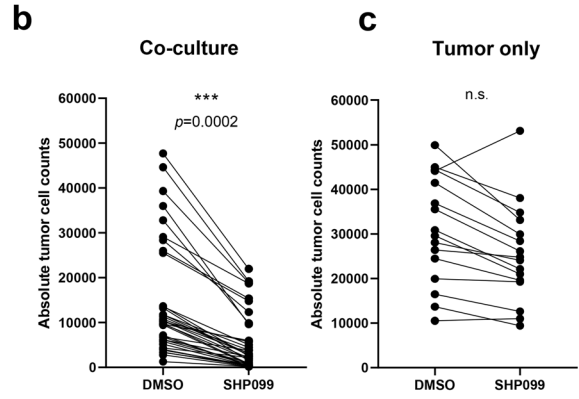 b
Co-culture
***
p=0.0002
Absolute tumor cell counts
60000
50000
40000
30000
20000
10000
0
DMSO
SHP099
c
Tumor only
n.s.
Absolute tumor cell counts
60000
50000
40000
30000
20000
10000
0
DMSO
SHP099